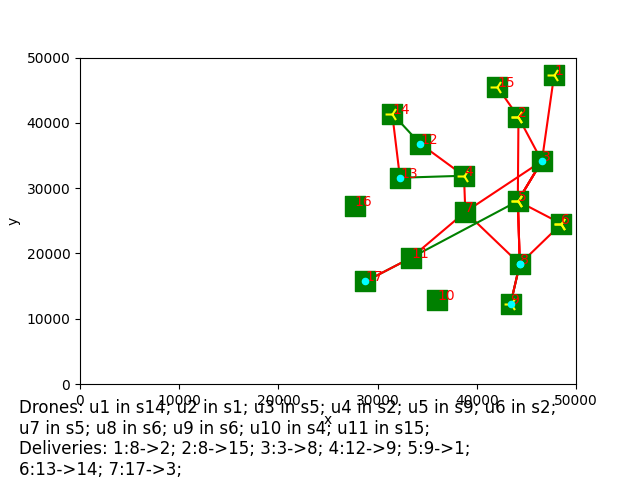 50000
15
40000
14
12
13
30000
16
y
20000
11
17
10
10000
0
0 10000 20000 30000 40000 50000
x
Drones: u1 in s14; u2 in s1; u3 in s5; u4 in s2; u5 in s9; u6 in s2;
u7 in s5; u8 in s6; u9 in s6; u10 in s4; u11 in s15;
Deliveries: 1:8->2; 2:8->15; 3:3->8; 4:12->9; 5:9->1;
6:13->14; 7:17->3;